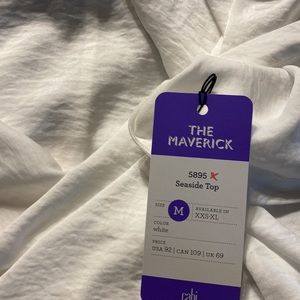 THE
MAVERICK
5895
Seaside Top
SIZE
M
AVAILABLE IN
XXS-XL
COLOR
white
PRICE
USA 92 | CAN 109 | UK 69
cabi